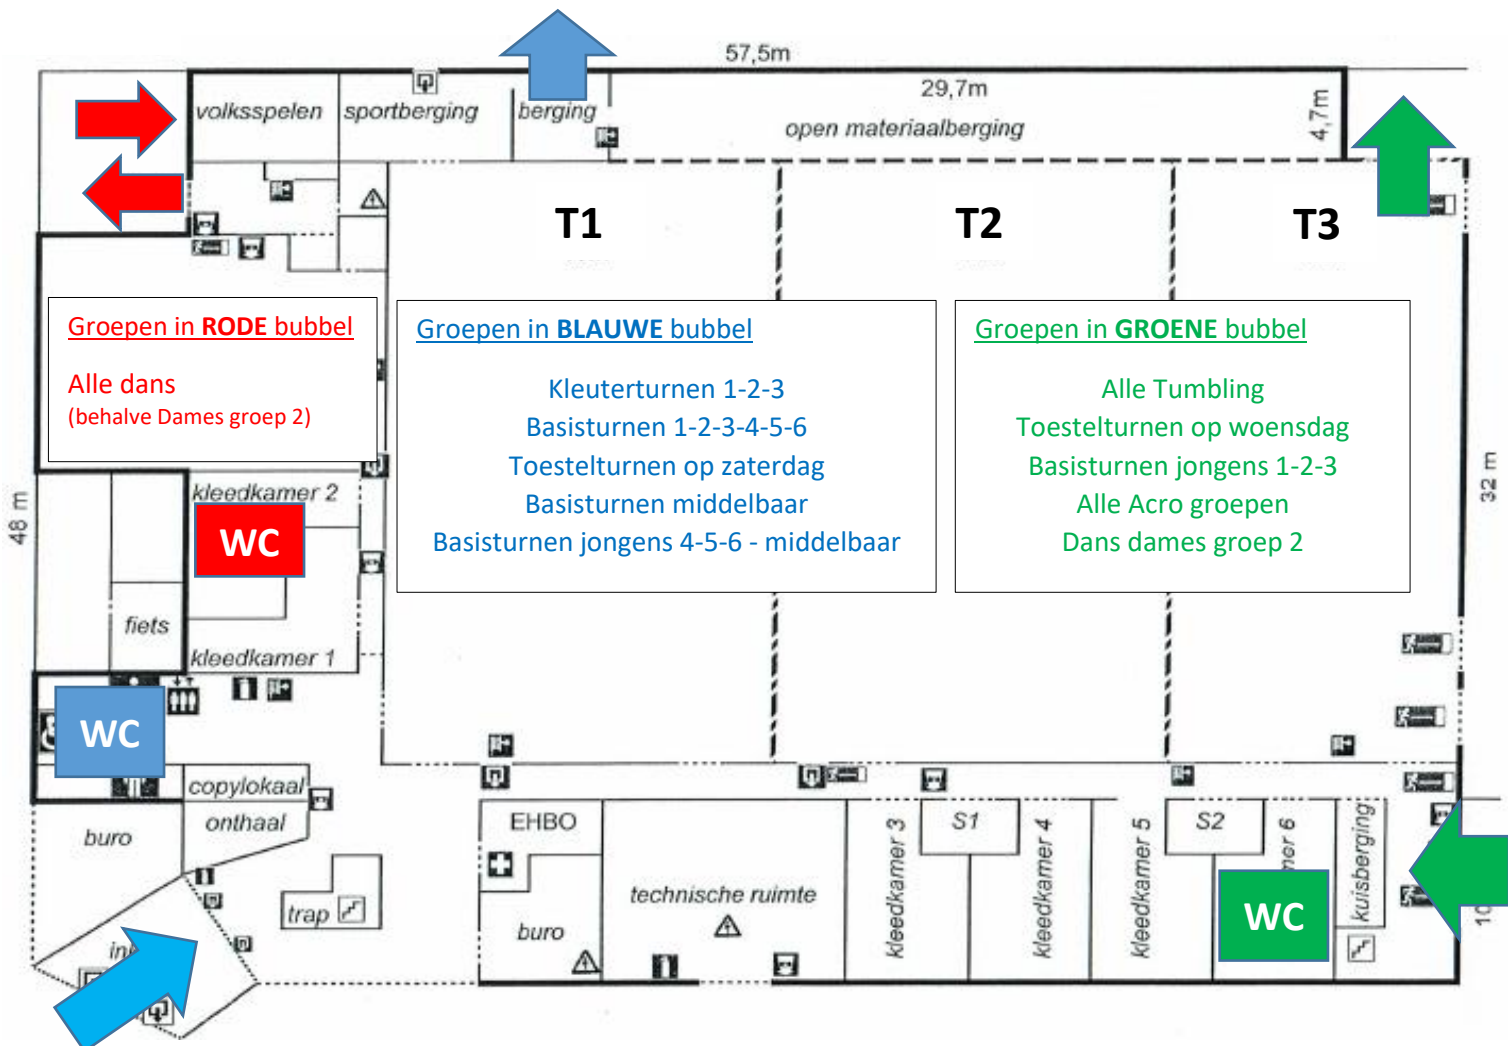 57,5m
29,7m
4,7m
volksspelen
sportberging
berging
open materiaalberging
T1
T2
T3
Groepen in RODE bubbel
Alle dans
(behalve Dames groep 2)
Groepen in BLAUWE bubbel
Kleuterturnen 1-2-3
Basisturnen 1-2-3-4-5-6
Toestelturnen op zaterdag
Basisturnen middelbaar
Basisturnen jongens 4-5-6 - middelbaar
Groepen in GROENE bubbel
Alle Tumbling
Toestelturnen op woensdag
Basisturnen jongens 1-2-3
Alle Acro groepen
Dans dames groep 2
48 m
32 m
kleedkamer 2
WC
fiets
kleedkamer 1
WC
copylokaal
onthaal
buro
trap
EHBO
buro
technische ruimte
kleedkamer 3
S1
kleedkamer 4
kleedkamer 5
S2
6
WC
kuisberging
10